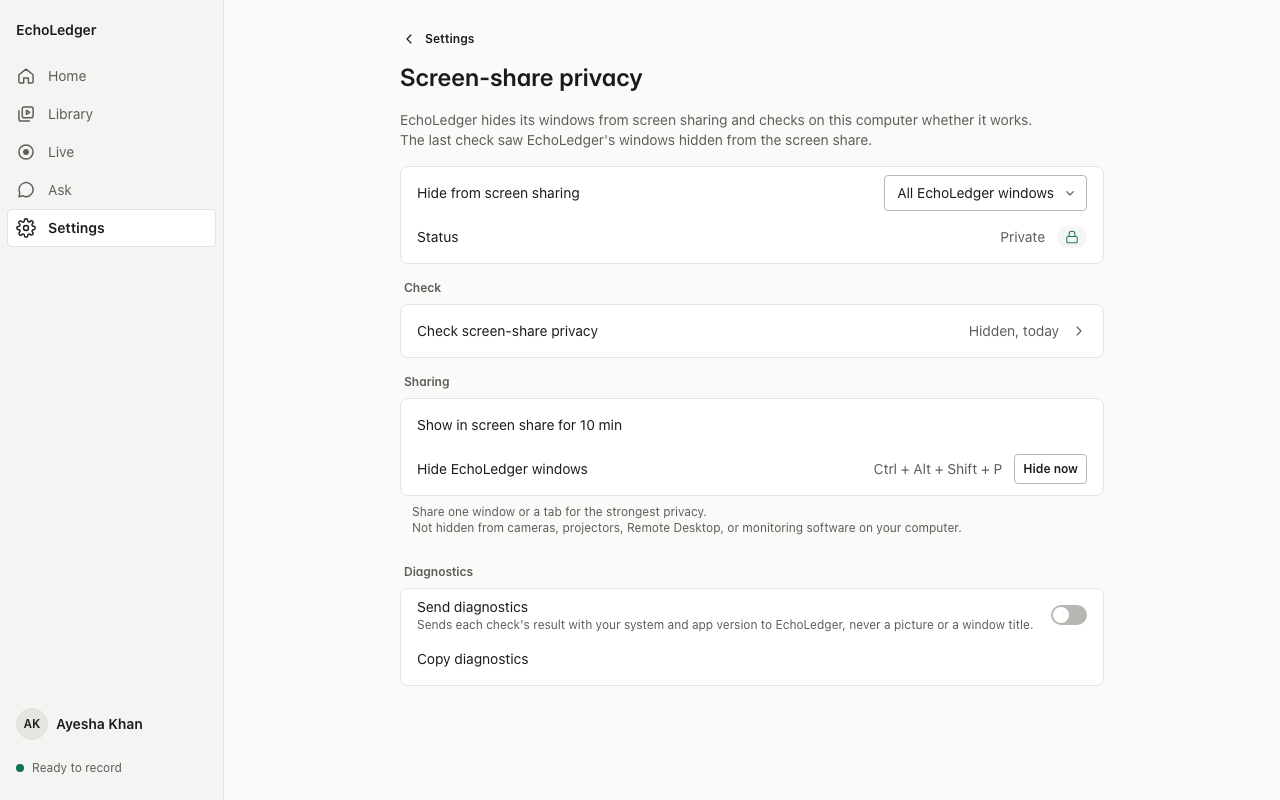 EchoLedger
Home
Library
Live
Ask
Settings
AK
Ayesha Khan
Ready to record
Settings
Screen-share privacy
EchoLedger hides its windows from screen sharing and checks on this computer whether it works.
The last check saw EchoLedger's windows hidden from the screen share.
Hide from screen sharing
All EchoLedger windows
Status
Private
Check
Check screen-share privacy
Hidden, today
Sharing
Show in screen share for 10 min
Hide EchoLedger windows
Ctrl + Alt + Shift + P
Hide now
Share one window or a tab for the strongest privacy.
Not hidden from cameras, projectors, Remote Desktop, or monitoring software on your computer.
Diagnostics
Send diagnostics
Sends each check's result with your system and app version to EchoLedger, never a picture or a window title.
Copy diagnostics